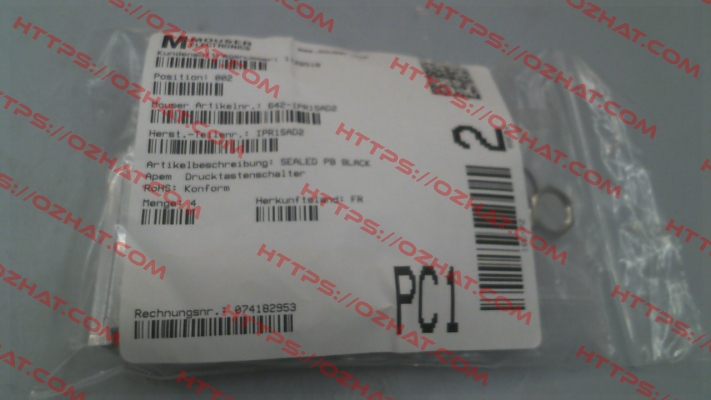 MOUSER
ELECTRONICS
Position: 002
Mouser Artikelnr.: 642-IPR1SAD2
Herst.-Teilenr.: IPR1SAD2
Artikelbeschreibung: SEALED PB BLACK
Apem Drucktastenschalter
RoHS: Konform
Menge: 4 Herkunftsland: FR
Rechnungsnr.: 074182953
2
PC1
HTTPS://OZHAT.COM